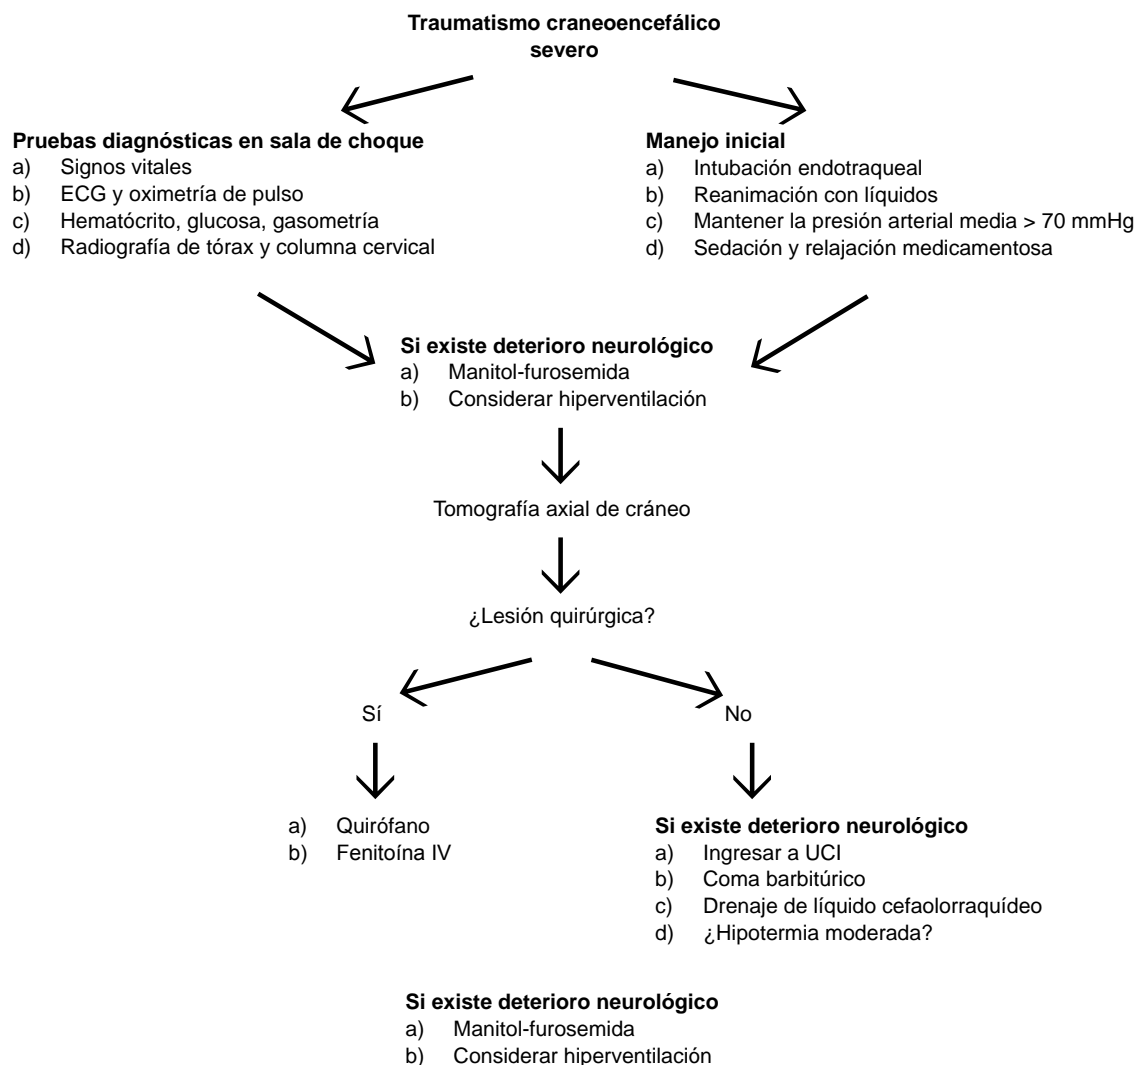 Traumatismo craneoencefálico
severo
Pruebas diagnósticas en sala de choque
a) Signos vitales
b) ECG y oximetría de pulso
c) Hematócrito, glucosa, gasometría
d) Radiografía de tórax y columna cervical
Manejo inicial
a) Intubación endotraqueal
b) Reanimación con líquidos
c) Mantener la presión arterial media > 70 mmHg
d) Sedación y relajación medicamentosa
Si existe deterioro neurológico
a) Manitol-furosemida
b) Considerar hiperventilación
Tomografía axial de cráneo
¿Lesión quirúrgica?
Sí
No
a) Quirófano
b) Fenitoína IV
Si existe deterioro neurológico
a) Ingresar a UCI
b) Coma barbitúrico
c) Drenaje de líquido cefaolorraquídeo
d) ¿Hipotermia moderada?
Si existe deterioro neurológico
a) Manitol-furosemida
b) Considerar hiperventilación